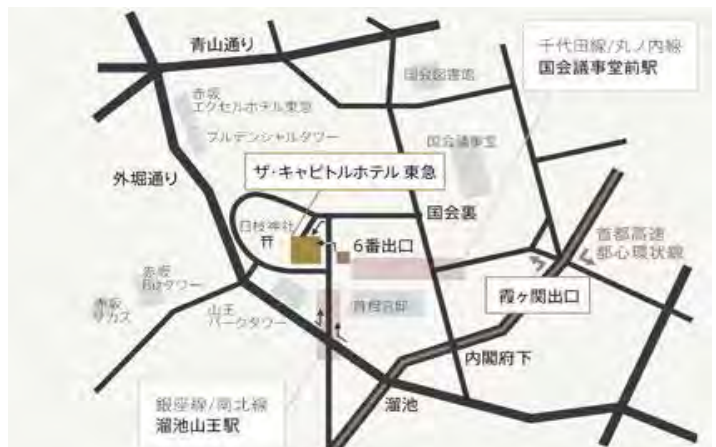 青山通り
千代田線/丸ノ内線
国会議事堂前駅
国会図書館
赤坂
エクセルホテル東急
プルデンシャルタワー
国会議事堂
ザ・キャピトルホテル 東急
外堀通り
日枝神社
国会裏
6番出口
首都高速
都心環状線
赤坂
Bizタワー
霞ヶ関出口
赤坂
サカス
山王
パークタワー
首相官邸
内閣府下
銀座線/南北線
溜池山王駅
溜池